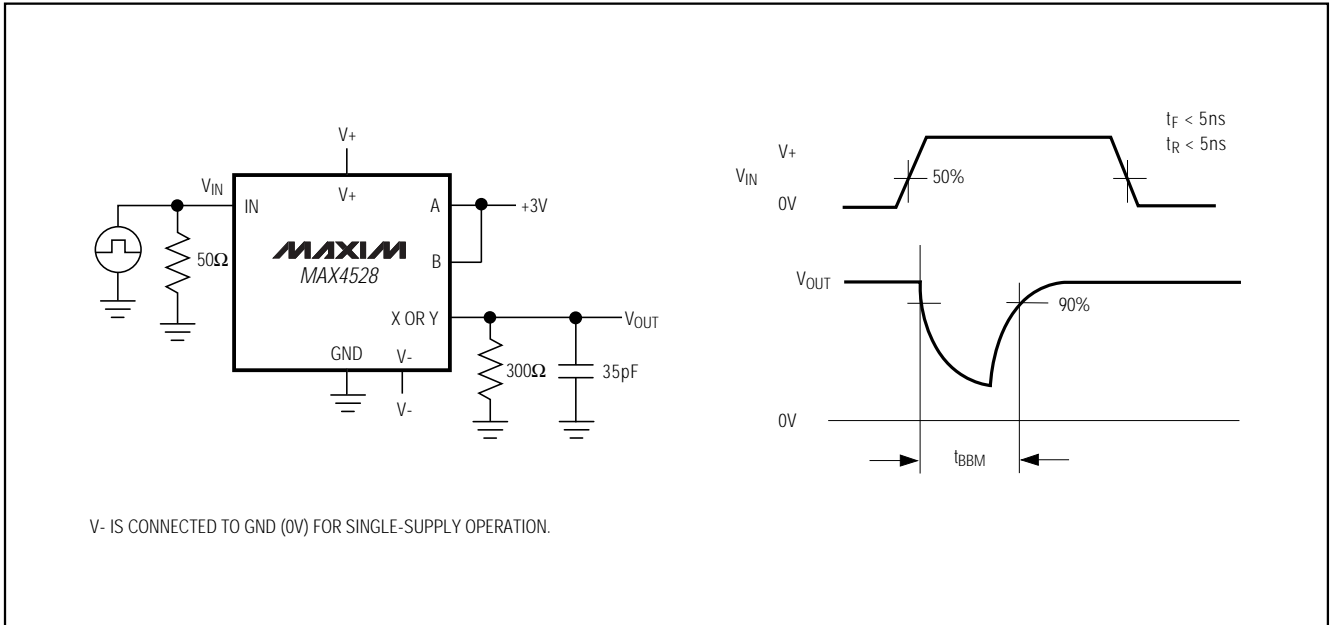 V+
V+
VIN
IN
50Ω
MAXIM
MAX4528
A
+3V
B
X OR Y
VOUT
GND
V-
V-
300Ω
35pF
V- IS CONNECTED TO GND (0V) FOR SINGLE-SUPPLY OPERATION.
tF < 5ns
tR < 5ns
V+
VIN
50%
0V
VOUT
90%
0V
tBBM